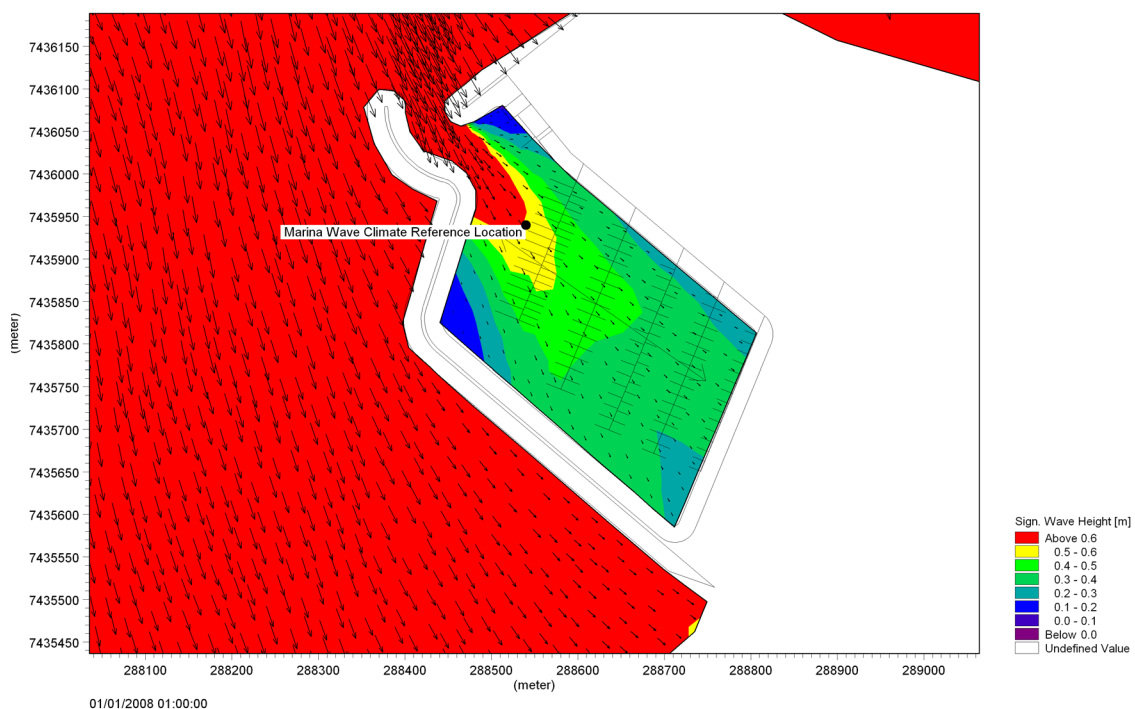 7436150
7436100
7436050
7436000
7435950
7435900
7435850
7435800
7435750
7435700
7435650
7435600
7435550
7435500
7435450
(meter)
Marina Wave Climate Reference Location
288100 288200 288300 288400 288500 288600 288700 288800 288900 289000
(meter)
01/01/2008 01:00:00
Sign. Wave Height [m]
Above 0.6
0.5 - 0.6
0.4 - 0.5
0.3 - 0.4
0.2 - 0.3
0.1 - 0.2
0.0 - 0.1
Below 0.0
Undefined Value